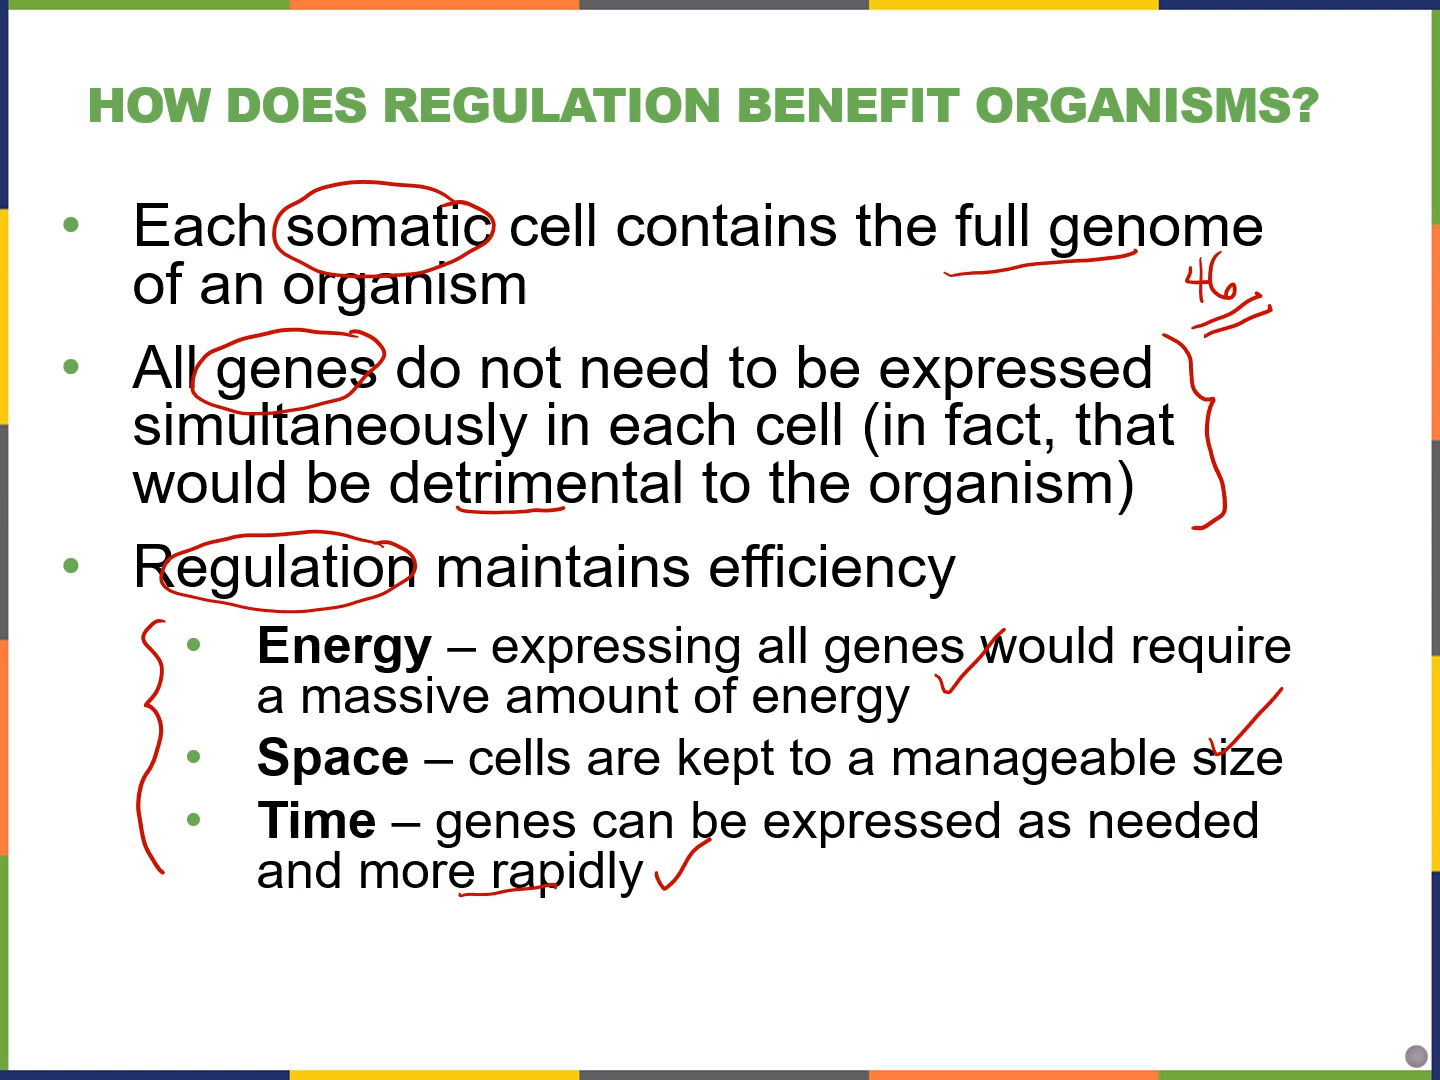 HOW DOES REGULATION BENEFIT ORGANISMS?
• Each somatic cell contains the full genome
of an organism
46
• All genes do not need to be expressed
simultaneously in each cell (in fact, that
would be detrimental to the organism)
• Regulation maintains efficiency
• Energy – expressing all genes would require
a massive amount of energy
• Space – cells are kept to a manageable size
• Time – genes can be expressed as needed
and more rapidly